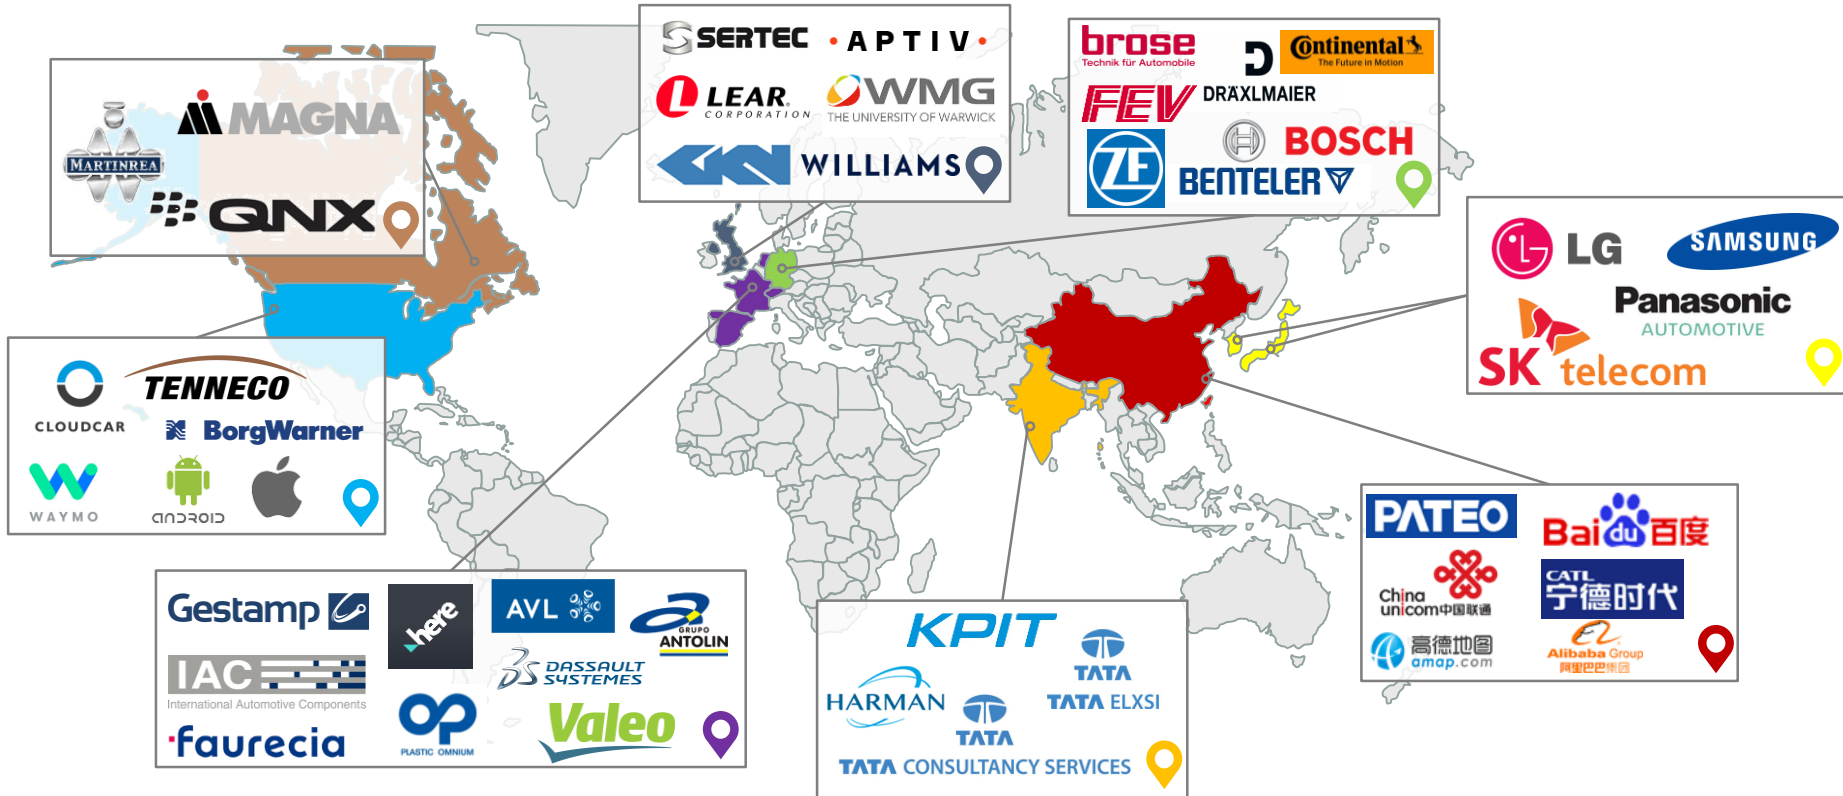 MARTINREA
MAGNA
QNX
SERTEC
• APTIV •
LEAR.
CORPORATION
WMG
THE UNIVERSITY OF WARWICK
GKN
WILLIAMS
brose
Technik für Automobile
D
DRÄXLMAIER
Continental
The Future in Motion
FEV
ZF
BOSCH
BENTELER
LG
SAMSUNG
Panasonic
AUTOMOTIVE
SK
telecom
CLOUDCAR
TENNECO
BorgWarner
WAYMO
ANDROID
Gestamp
here
AVL
GRUPO
ANTOLIN
IAC
International Automotive Components
DASSAULT
SYSTEMES
faurecia
OP
PLASTIC OMNIUM
Valeo
KPIT
HARMAN
TATA
TATA ELXSI
TATA
TATA CONSULTANCY SERVICES
PATEO
Bai du 百度
China
unicom中国联通
CATL
宁德时代
高德地图
amap.com
Alibaba Group
阿里巴巴集团